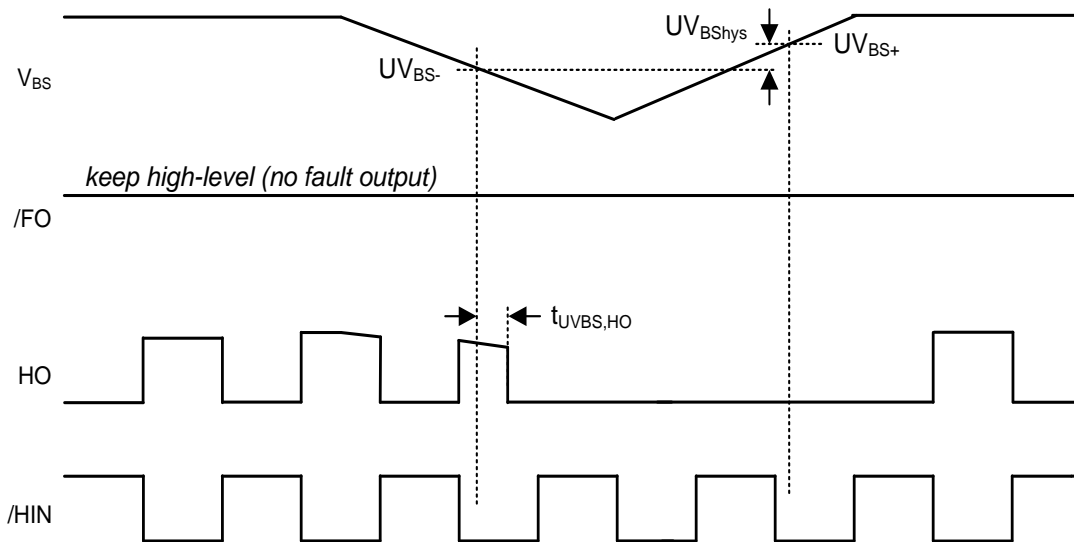 UV_BShys
UV_BS+
UV_BS-
V_BS
keep high-level (no fault output)
/FO
t_UVBS,HO
HO
/HIN